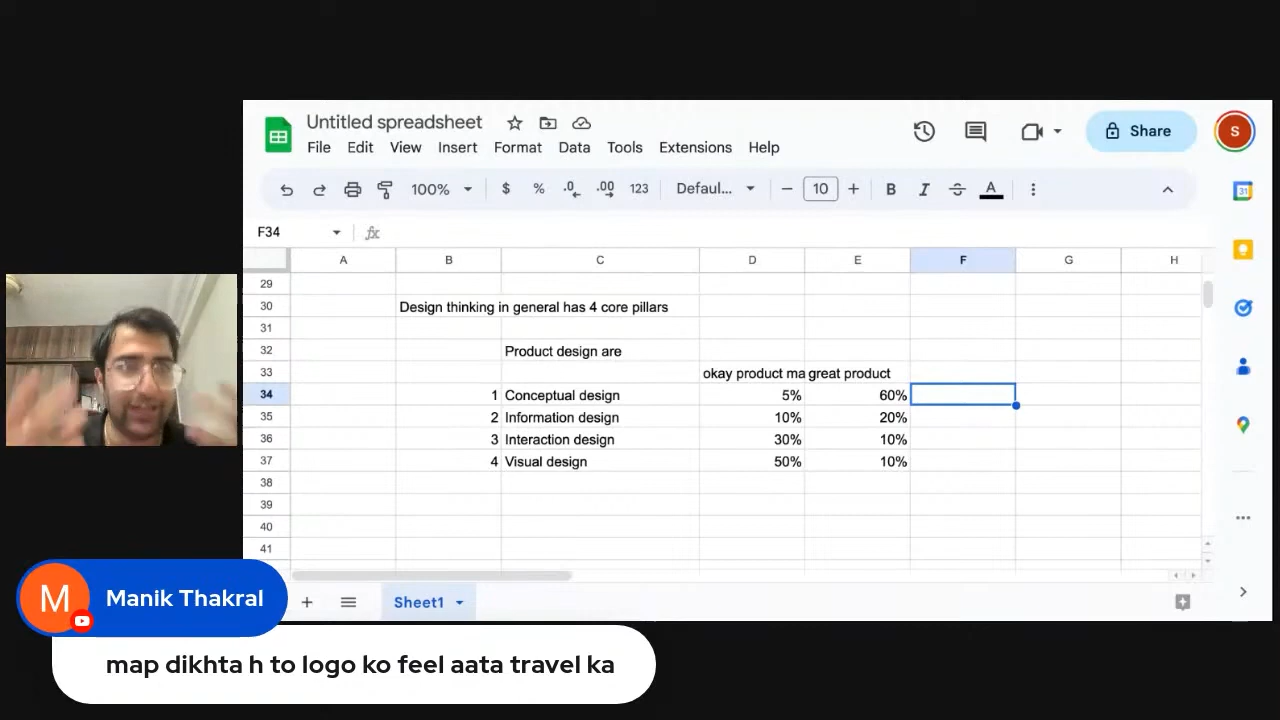 Untitled spreadsheet
File Edit View Insert Format Data Tools Extensions Help
Share
S
100% $ % .0 .00 123 Defaul... 10 B I A
31
F34 fx
A B C D E F G H
29
30 Design thinking in general has 4 core pillars
31
32 Product design are
33 okay product ma great product
34 1 Conceptual design 5% 60%
35 2 Information design 10% 20%
36 3 Interaction design 30% 10%
37 4 Visual design 50% 10%
38
39
40
41
Sheet1
M Manik Thakral
map dikhta h to logo ko feel aata travel ka